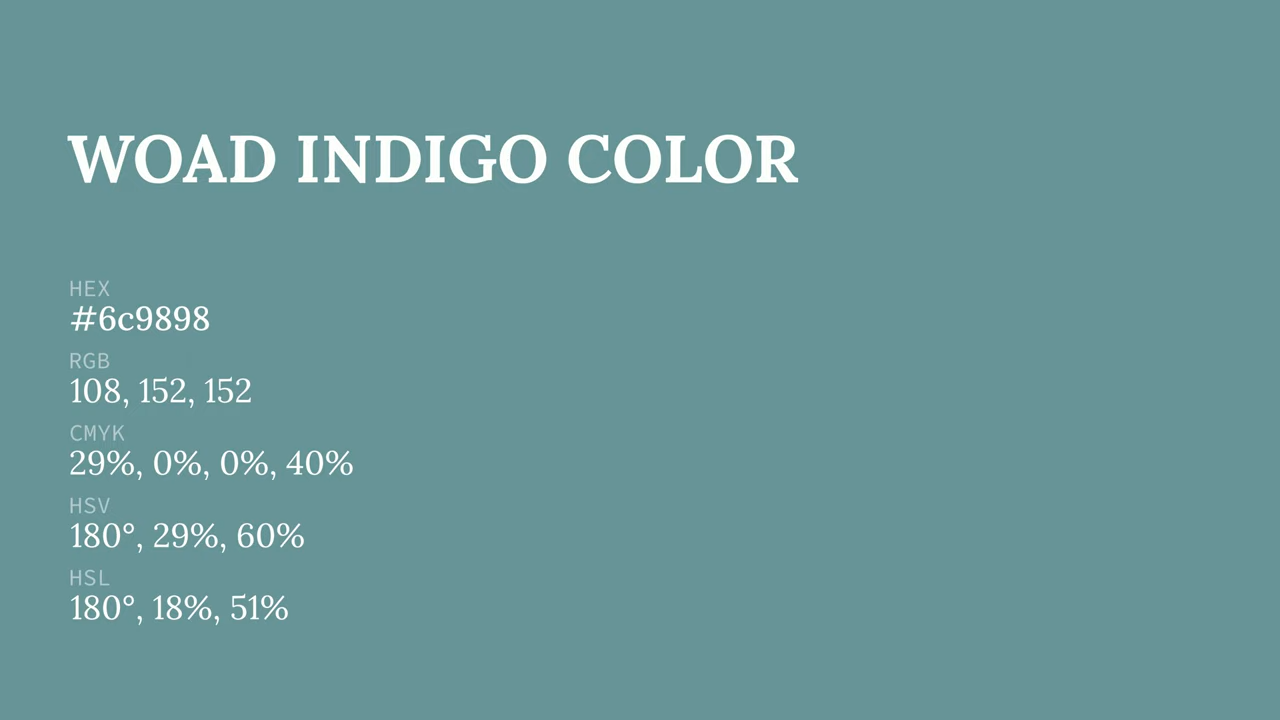 WOAD INDIGO COLOR
HEX
#6c9898
RGB
108, 152, 152
CMYK
29%, 0%, 0%, 40%
HSV
180°, 29%, 60%
HSL
180°, 18%, 51%